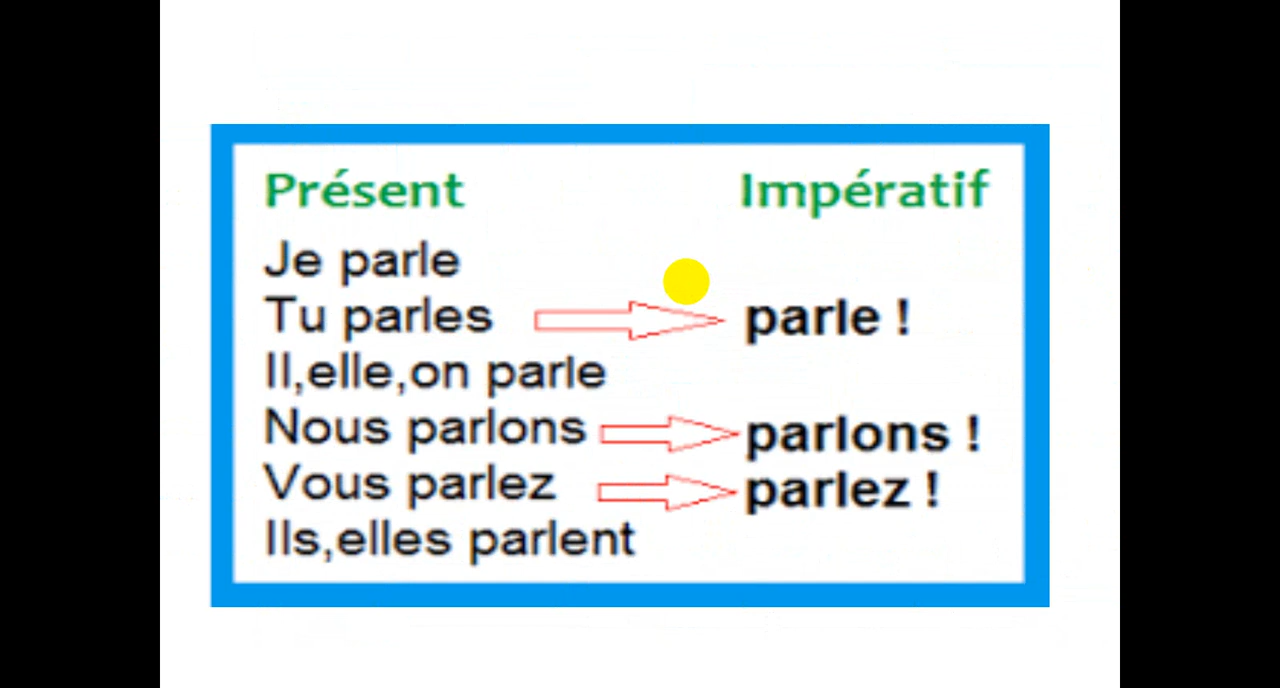 Présent Impératif
Je parle
Tu parles parle !
Il,elle,on parle
Nous parlons parlons !
Vous parlez parlez !
Ils,elles parlent